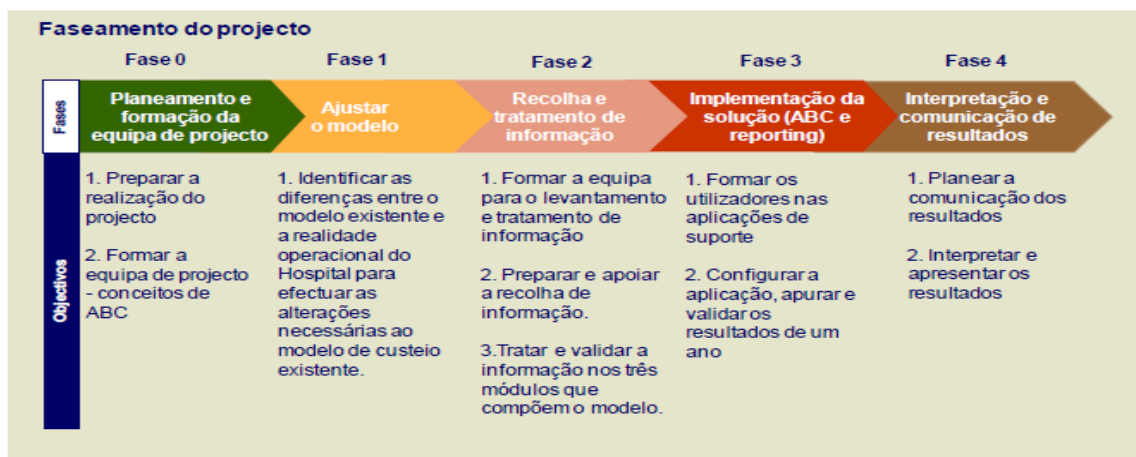 Faseamento do projecto
Fase 0
Fase 1
Fase 2
Fase 3
Fase 4
Fases
Planeamento e
formação da
equipa de projecto
Ajustar
o modelo
Recolha e
tratamento de
informação
Implementação da
solução (ABC e
reporting)
Interpretação e
comunicação de
resultados
Objectivos
1. Preparar a
realização do
projecto
2. Formar a
equipa de projecto
- conceitos de
ABC
1. Identificar as
diferenças entre o
modelo existente e
a realidade
operacional do
Hospital para
efectuar as
alterações
necessárias ao
modelo de custeio
existente.
1. Formar a equipa
para o levantamento
e tratamento de
informação
2. Preparar e apoiar
a recolha de
informação.
3.Tratar e validar a
informação nos três
módulos que
compõem o modelo.
1. Formar os
utilizadores nas
aplicações de
suporte
2. Configurar a
aplicação, apurar e
validar os
resultados de um
ano
1. Planear a
comunicação dos
resultados
2. Interpretar e
apresentar os
resultados